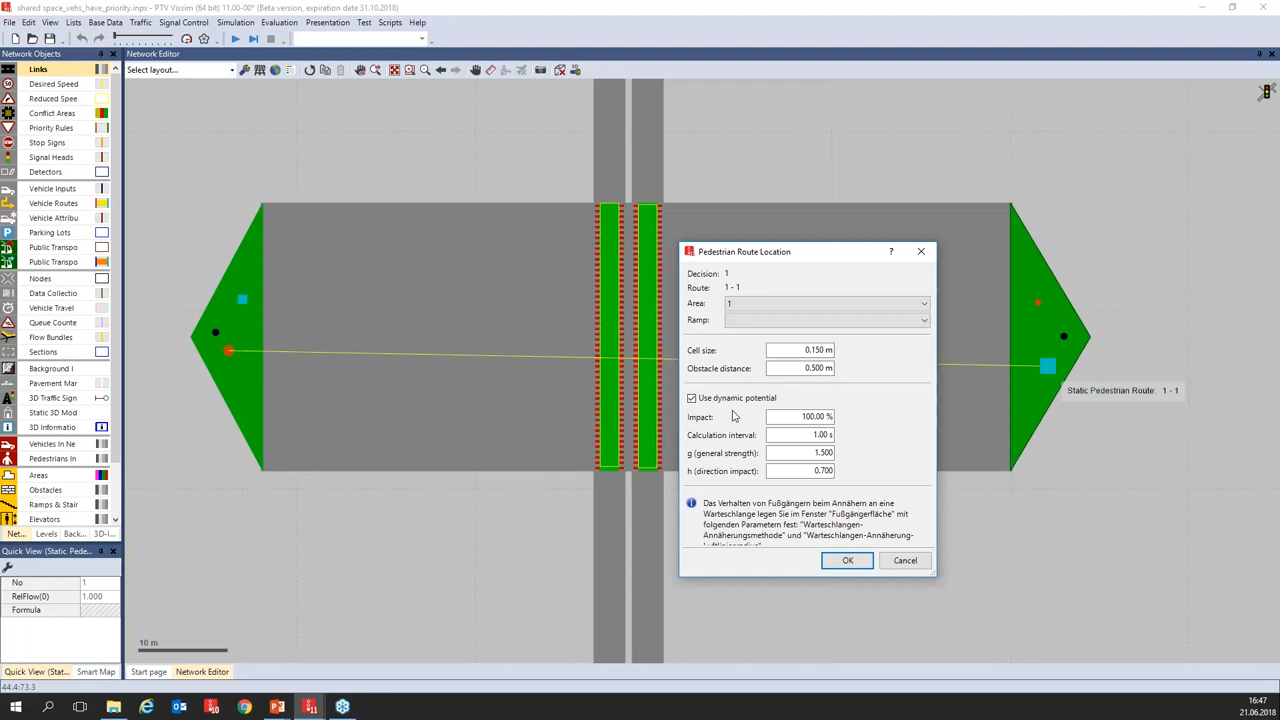 shared space_vehs_have_priority.inpx - PTV Vissim (64 bit) 11.00-00* (Beta version, expiration date 31.10.2018)
File Edit View Lists Base Data Traffic Signal Control Simulation Evaluation Presentation Test Scripts Help
Network Objects
Network Editor
Select layout...
Links
Desired Speed
Reduced Spee
Conflict Areas
Priority Rules
Stop Signs
Signal Heads
Detectors
Vehicle Inputs
Vehicle Routes
Vehicle Attribu
Parking Lots
Public Transpo
Public Transpo
Nodes
Data Collectio
Vehicle Travel
Queue Counte
Flow Bundles
Sections
Background I
Pavement Mar
3D Traffic Sign
Static 3D Mod
3D Informatio
Vehicles In Ne
Pedestrians In
Areas
Obstacles
Ramps & Stair
Elevators
Net... Levels Back... 3D-I...
Quick View (Static Pede...
No 1
RelFlow(0) 1.000
Formula
Quick View (Stat... Smart Map
Pedestrian Route Location
Decision: 1
Route: 1 - 1
Area: 1
Ramp:
Cell size: 0.150 m
Obstacle distance: 0.500 m
Use dynamic potential
Impact: 100.00 %
Calculation interval: 1.00 s
g (general strength): 1.500
h (direction impact): 0.700
Das Verhalten von Fußgängern beim Annähern an eine
Warteschlange legen Sie im Fenster "Fußgängerfläche" mit
folgenden Parametern fest: "Warteschlangen-
Annäherungsmethode" und "Warteschlangen-Annäherung-
OK Cancel
Static Pedestrian Route: 1 - 1
10 m
Start page Network Editor
44.4:73.3
16:47
21.06.2018